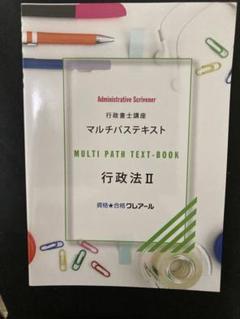 Administrative Scrivener
行政書士講座
マルチパステキスト
MULTI PATH TEXT-BOOK
行政法Ⅱ
資格★合格クレアール